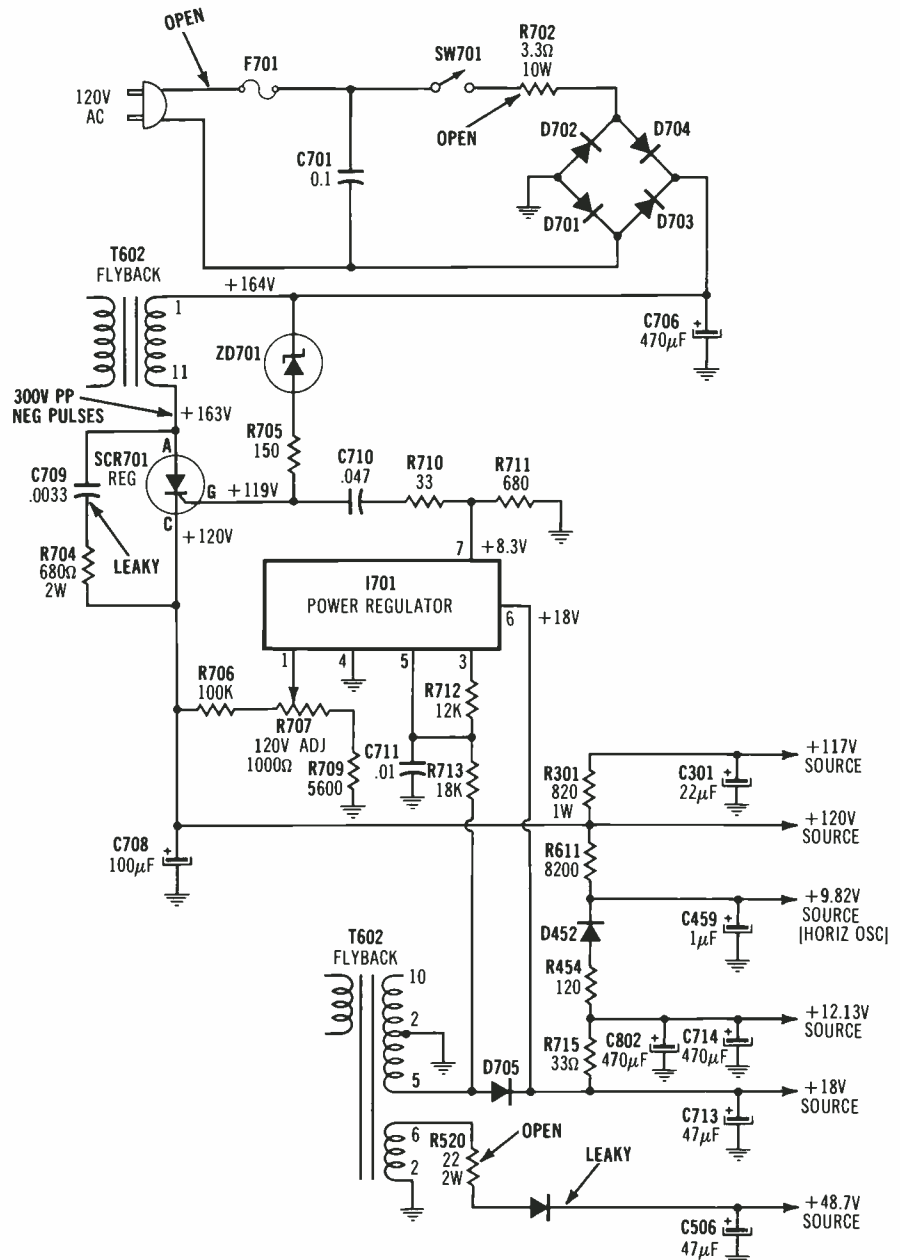 OPEN
F701
SW701
R702
3.3Ω
10W
120V
AC
OPEN
C701
0.1
D702
D704
D701
D703
T602
FLYBACK
1
+164V
11
C706
+
470μF
ZD701
300V PP
NEG PULSES
+163V
R705
150
A
SCR701
REG
G
C
+119V
C709
.0033
C710
.047
R710
33
R711
680
+120V
LEAKY
R704
680Ω
2W
7
+8.3V
I701
POWER REGULATOR
6
+18V
1
4
5
3
R706
100K
R712
12K
R707
120V ADJ
1000Ω
R709
5600
C711
.01
R713
18K
R301
820
1W
C301
22μF
+
+117V
SOURCE
+120V
SOURCE
C708
100μF
+
R611
8200
+9.82V
SOURCE
|HORIZ OSC|
C459
1μF
+
D452
T602
FLYBACK
10
2
5
R454
120
+12.13V
SOURCE
R715
33Ω
C802
470μF
+
C714
470μF
+
D705
+18V
SOURCE
C713
47μF
+
6
2
R520
22
2W
OPEN
LEAKY
+48.7V
SOURCE
C506
47μF
+